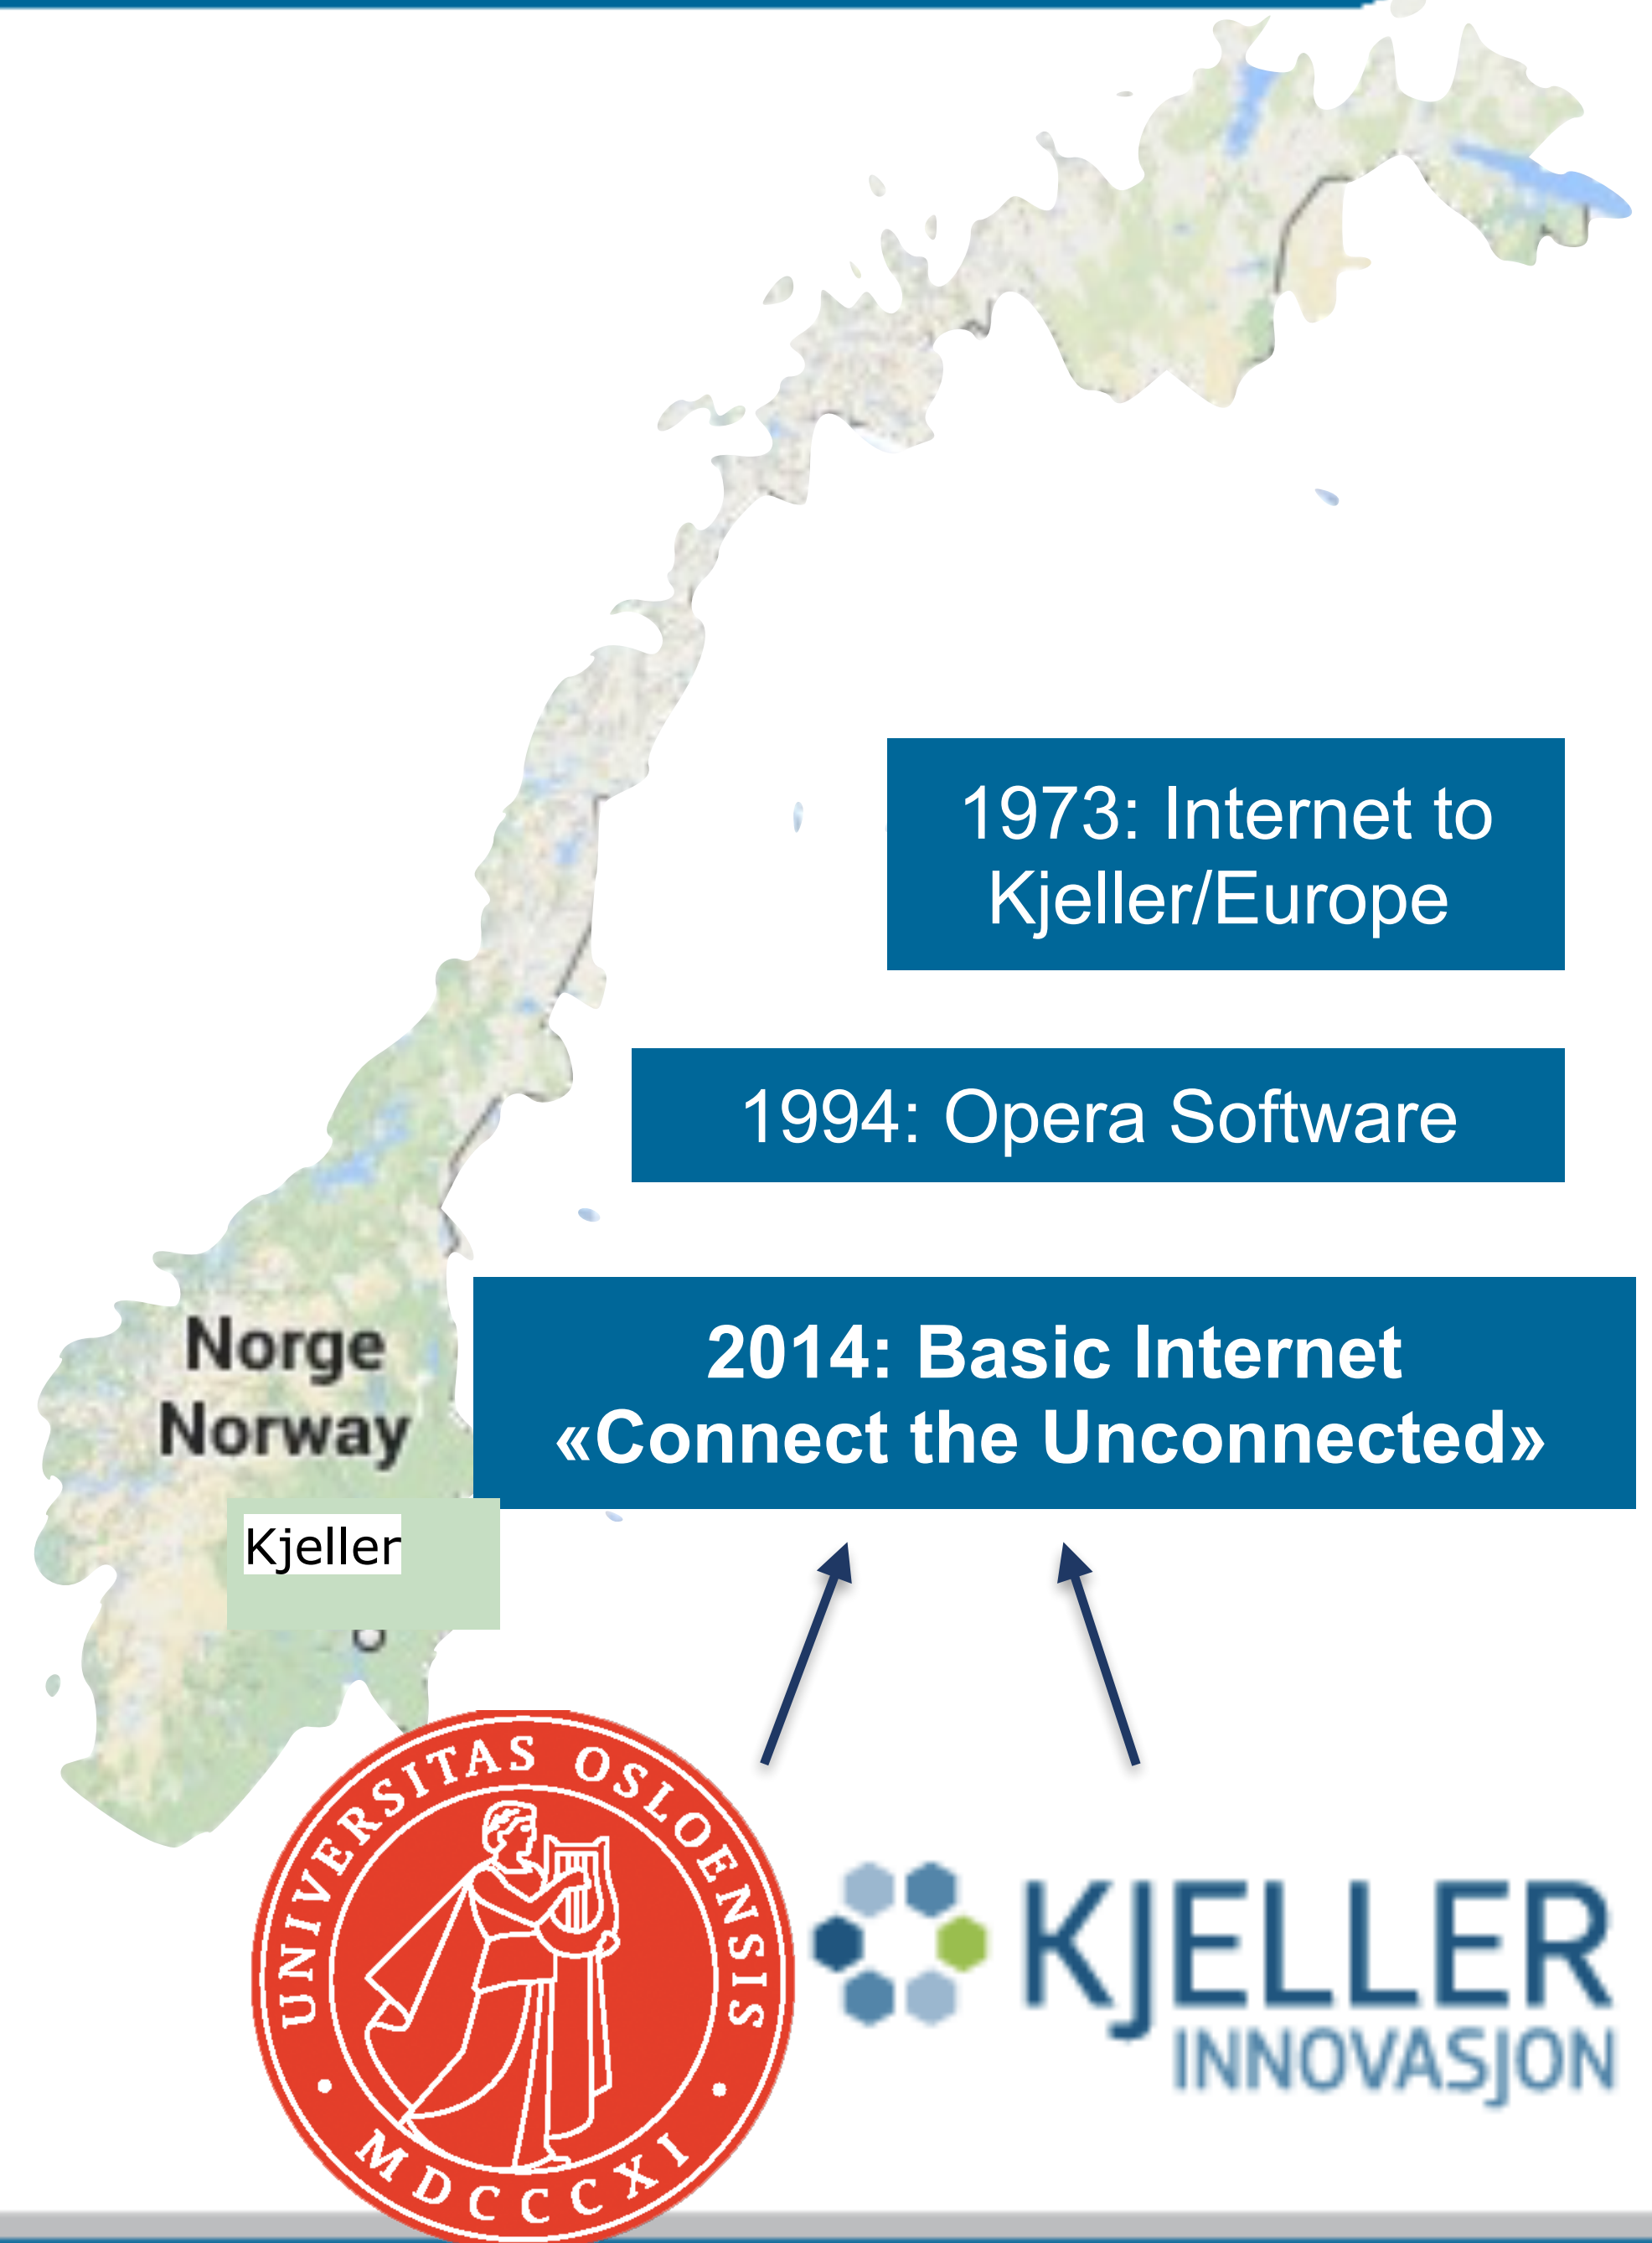 1973: Internet to
Kjeller/Europe
1994: Opera Software
2014: Basic Internet
«Connect the Unconnected»
Norge
Norway
Kjeller
UNIVERSITAS OSLOENSIS
MDCCCXI
KJELLER
INNOVASJON